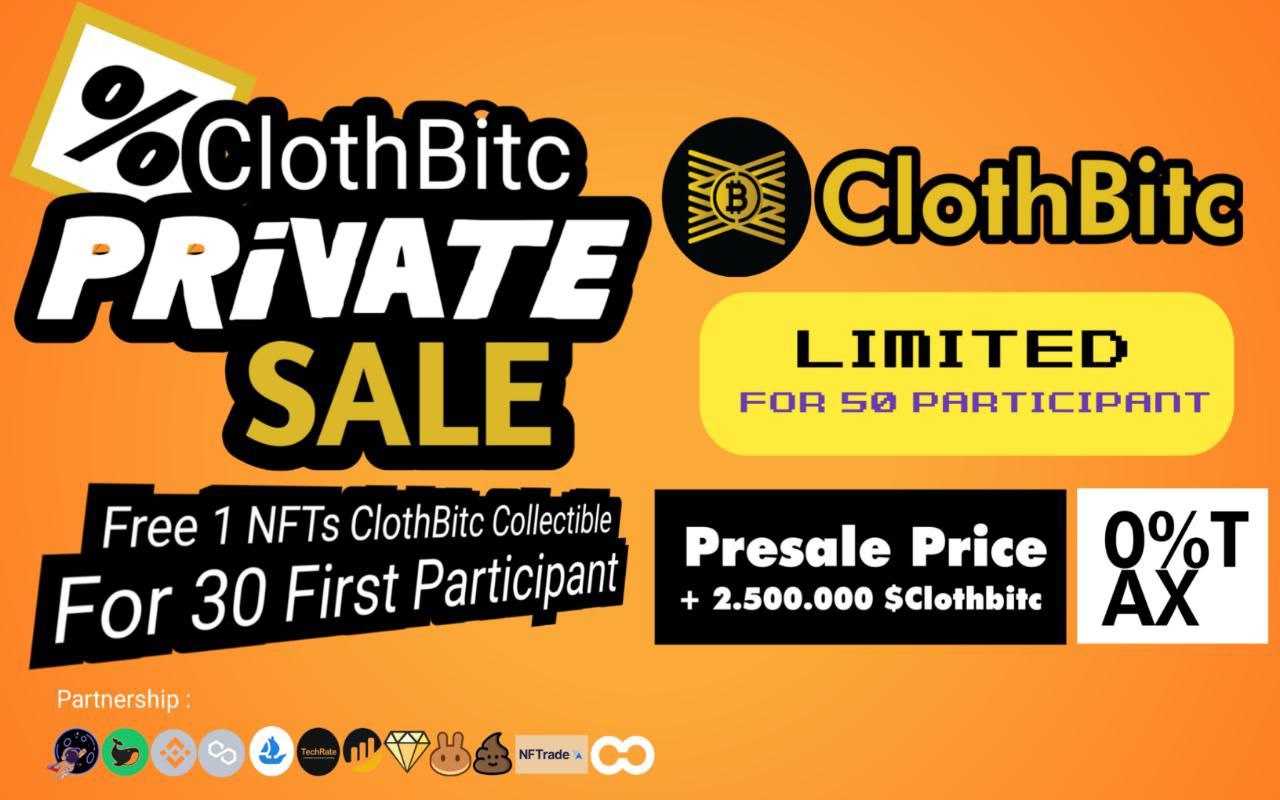 % ClothBitc
PRiVATE
SALE
Free 1 NFTs ClothBitc Collectible
For 30 First Participant
ClothBitc
LIMITED
FOR 50 PARTICIPANT
Presale Price
+ 2.500.000 $Clothbitc
0%T
AX
Partnership :
TechRate
NFTrade